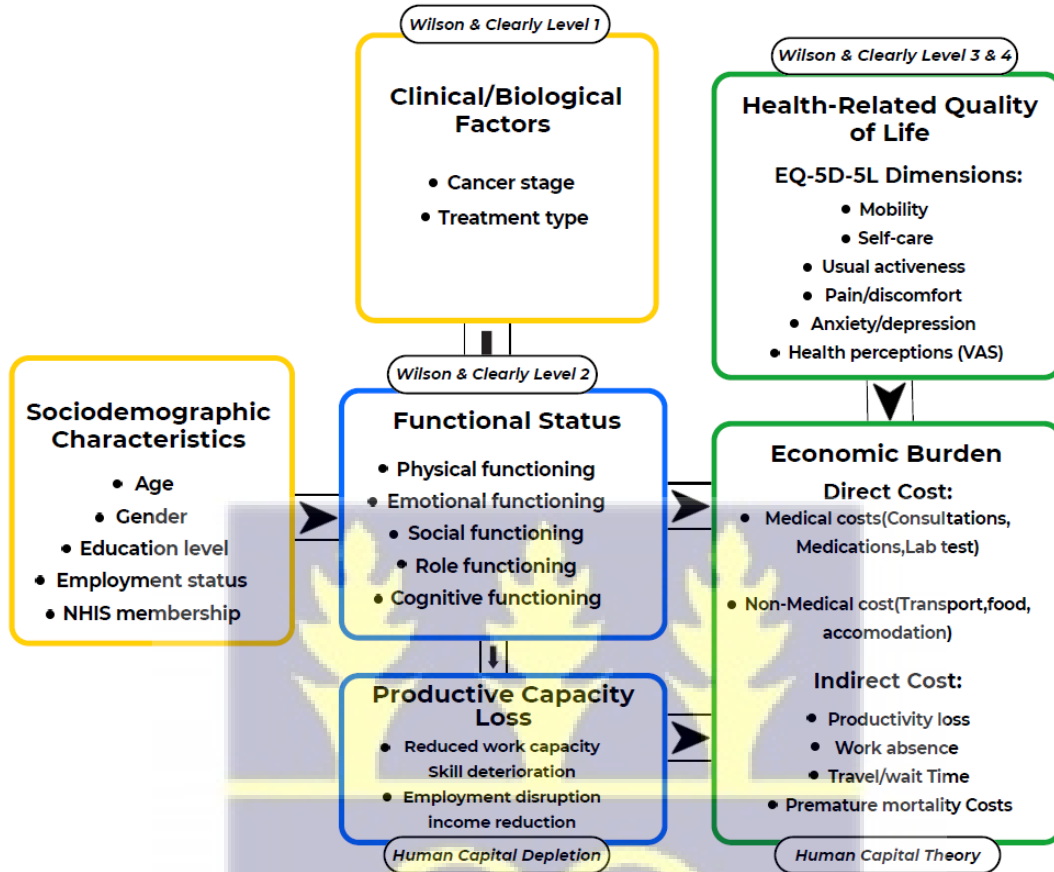 Wilson & Clearly Level 1
Clinical/Biological
Factors
• Cancer stage
• Treatment type
Wilson & Clearly Level 3 & 4
Health-Related Quality
of Life
EQ-5D-5L Dimensions:
• Mobility
• Self-care
• Usual activeness
• Pain/discomfort
• Anxiety/depression
• Health perceptions (VAS)
Sociodemographic
Characteristics
• Age
• Gender
• Education level
• Employment status
• NHIS membership
Wilson & Clearly Level 2
Functional Status
• Physical functioning
• Emotional functioning
• Social functioning
• Role functioning
• Cognitive functioning
Productive Capacity
Loss
• Reduced work capacity
Skill deterioration
• Employment disruption
income reduction
Human Capital Depletion
Economic Burden
Direct Cost:
• Medical costs(Consultations,
Medications,Lab test)
• Non-Medical cost(Transport,food,
accomodation)
Indirect Cost:
• Productivity loss
• Work absence
• Travel/wait Time
• Premature mortality Costs
Human Capital Theory